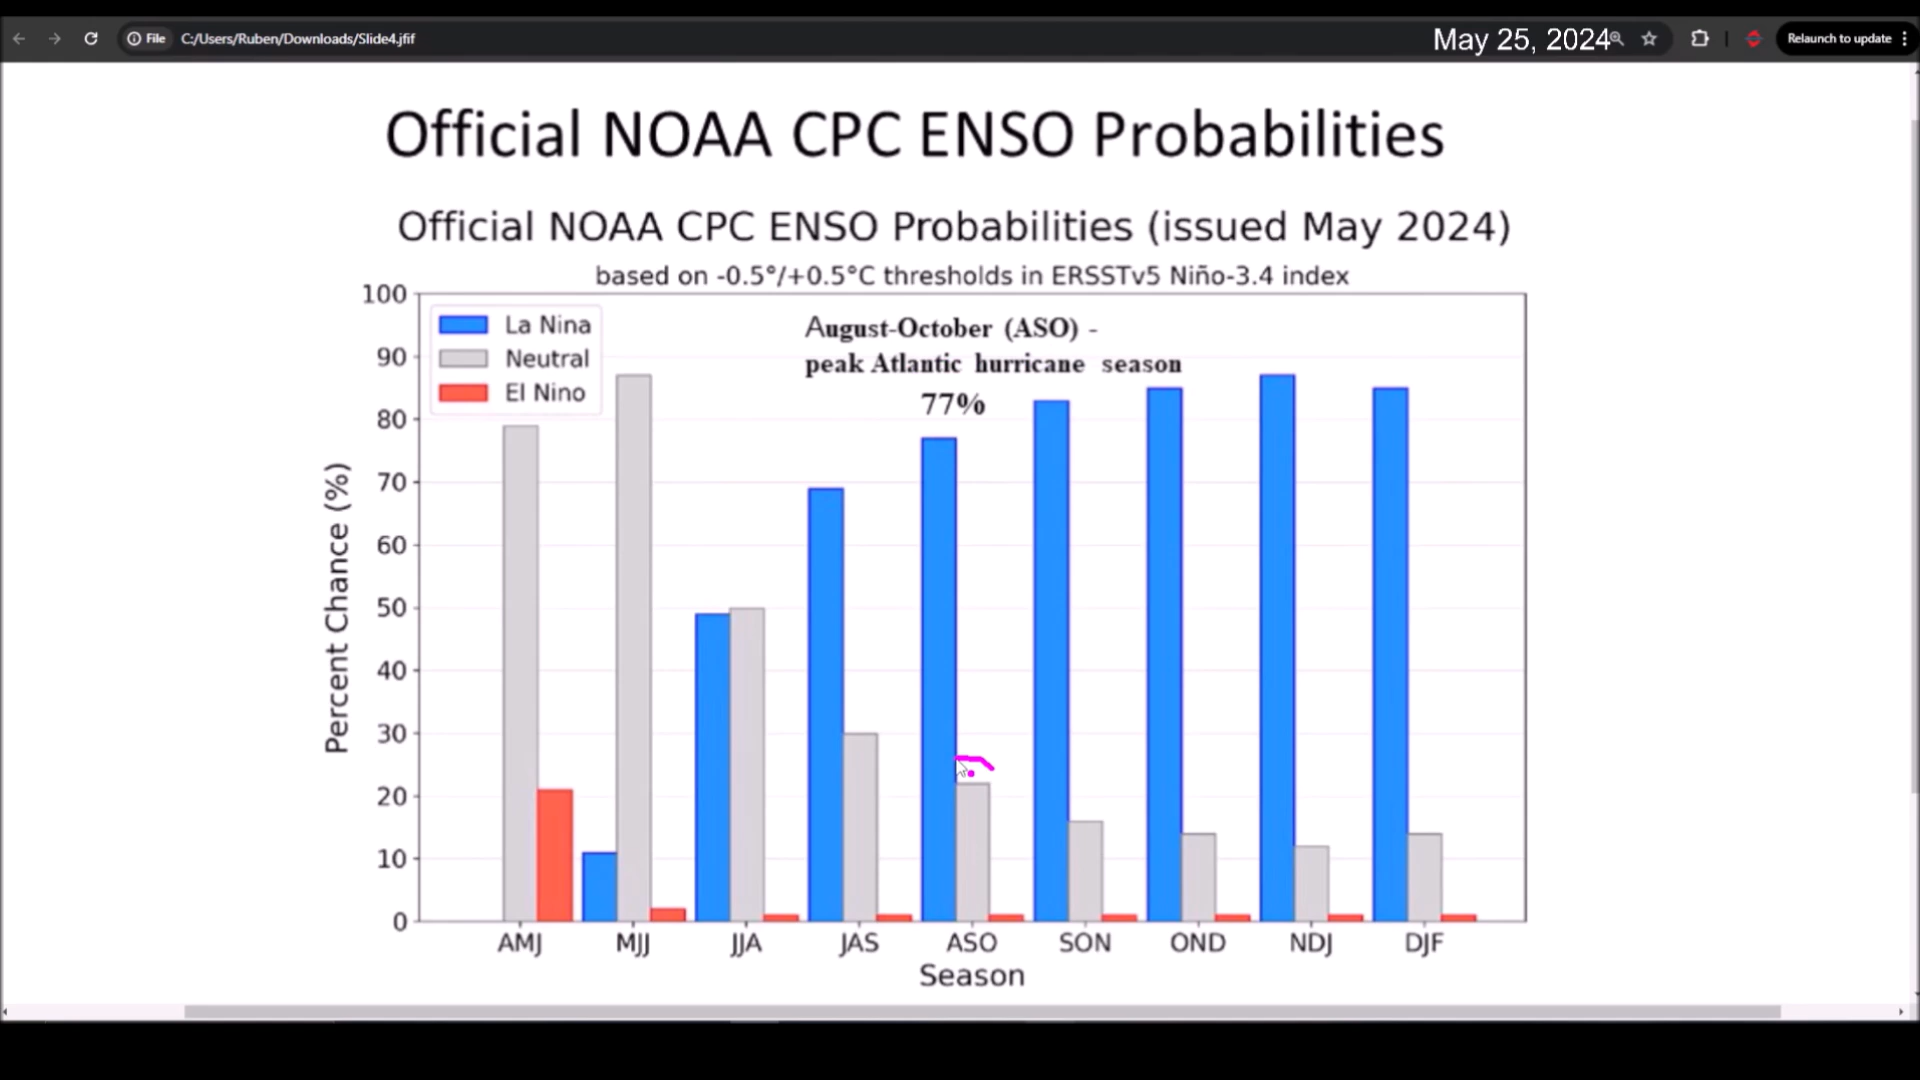 File C:/Users/Ruben/Downloads/Slide4.jfif May 25, 2024 Relaunch to update
Official NOAA CPC ENSO Probabilities
Official NOAA CPC ENSO Probabilities (issued May 2024)
based on -0.5°/+0.5°C thresholds in ERSSTv5 Niño-3.4 index
La Nina
Neutral
El Nino
August-October (ASO) -
peak Atlantic hurricane season
77%
Percent Chance (%)
100
90
80
70
60
50
40
30
20
10
0
AMJ MJJ JJA JAS ASO SON OND NDJ DJF
Season